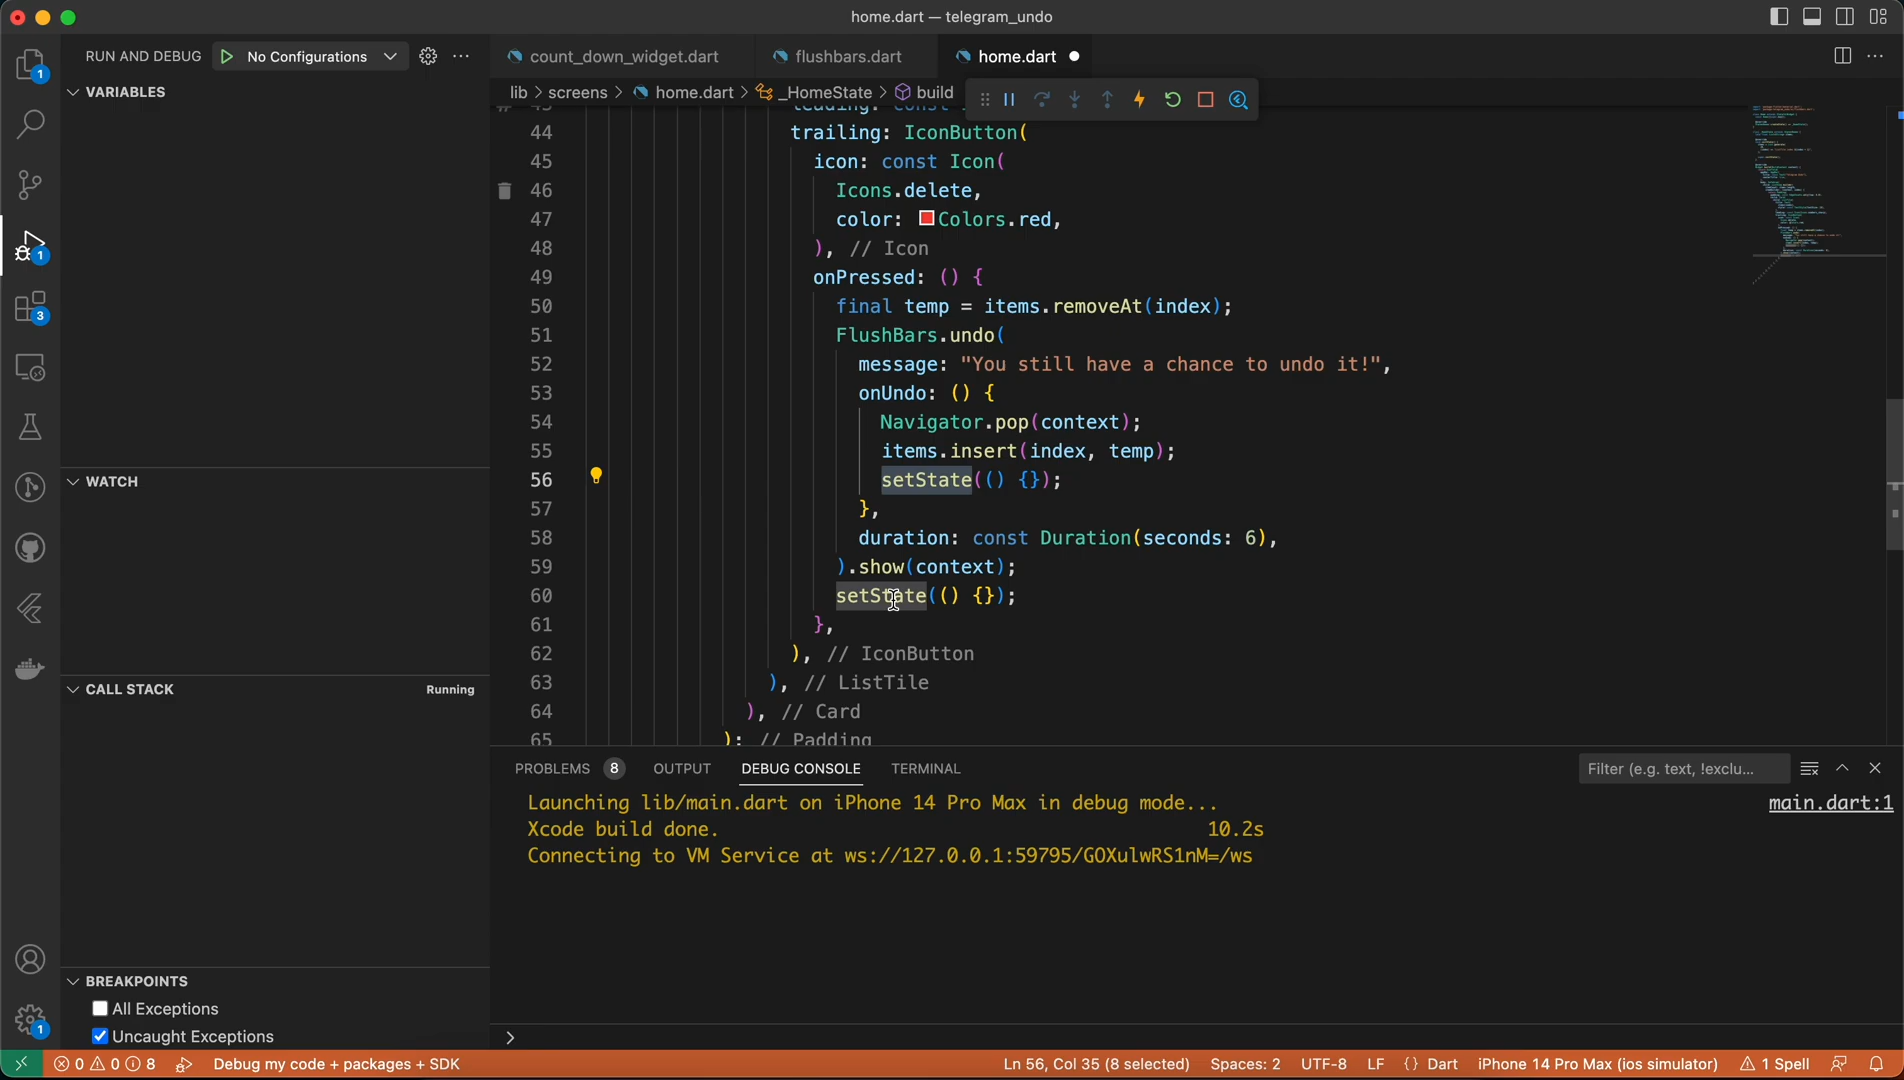 home.dart — telegram_undo
RUN AND DEBUG
No Configurations
count_down_widget.dart
flushbars.dart
home.dart
VARIABLES
lib > screens > home.dart > _HomeState > build
44 trailing: IconButton(
45 icon: const Icon(
46 Icons.delete,
47 color: Colors.red,
48 ), // Icon
49 onPressed: () {
50 final temp = items.removeAt(index);
51 FlushBars.undo(
52 message: "You still have a chance to undo it!",
53 onUndo: () {
54 Navigator.pop(context);
55 items.insert(index, temp);
56 setState(() {});
57 },
58 duration: const Duration(seconds: 6),
59 ).show(context);
60 setState(() {});
61 },
62 ), // IconButton
63 ), // ListTile
64 ), // Card
65 ); // Padding
WATCH
CALL STACK
Running
BREAKPOINTS
All Exceptions
Uncaught Exceptions
1
1
3
1
PROBLEMS 8
OUTPUT
DEBUG CONSOLE
TERMINAL
Filter (e.g. text, !exclu...
Launching lib/main.dart on iPhone 14 Pro Max in debug mode...
main.dart:1
Xcode build done. 10.2s
Connecting to VM Service at ws://127.0.0.1:59795/GOXulwRS1nM=/ws
0 0 8
Debug my code + packages + SDK
Ln 56, Col 35 (8 selected)
Spaces: 2
UTF-8
LF
{} Dart
iPhone 14 Pro Max (ios simulator)
1 Spell